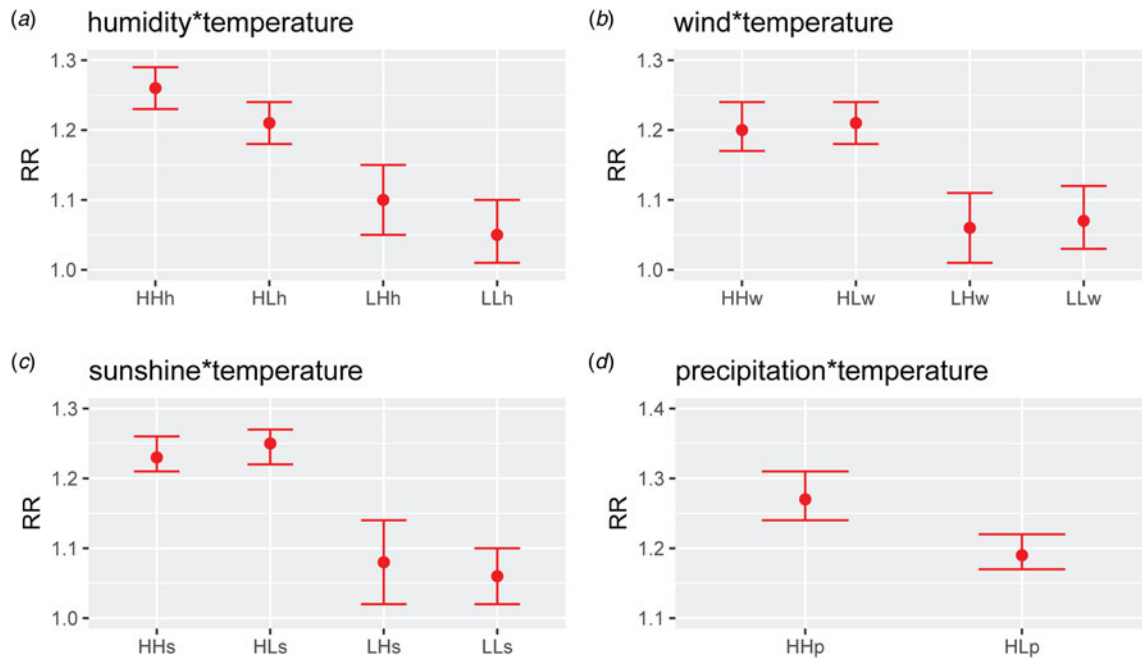 (a) humidity*temperature
RR
1.3
1.2
1.1
1.0
HHh HLh LHh LLh
(b) wind*temperature
RR
1.3
1.2
1.1
1.0
HHw HLw LHw LLw
(c) sunshine*temperature
RR
1.3
1.2
1.1
1.0
HHs HLs LHs LLs
(d) precipitation*temperature
RR
1.4
1.3
1.2
1.1
HHp HLp